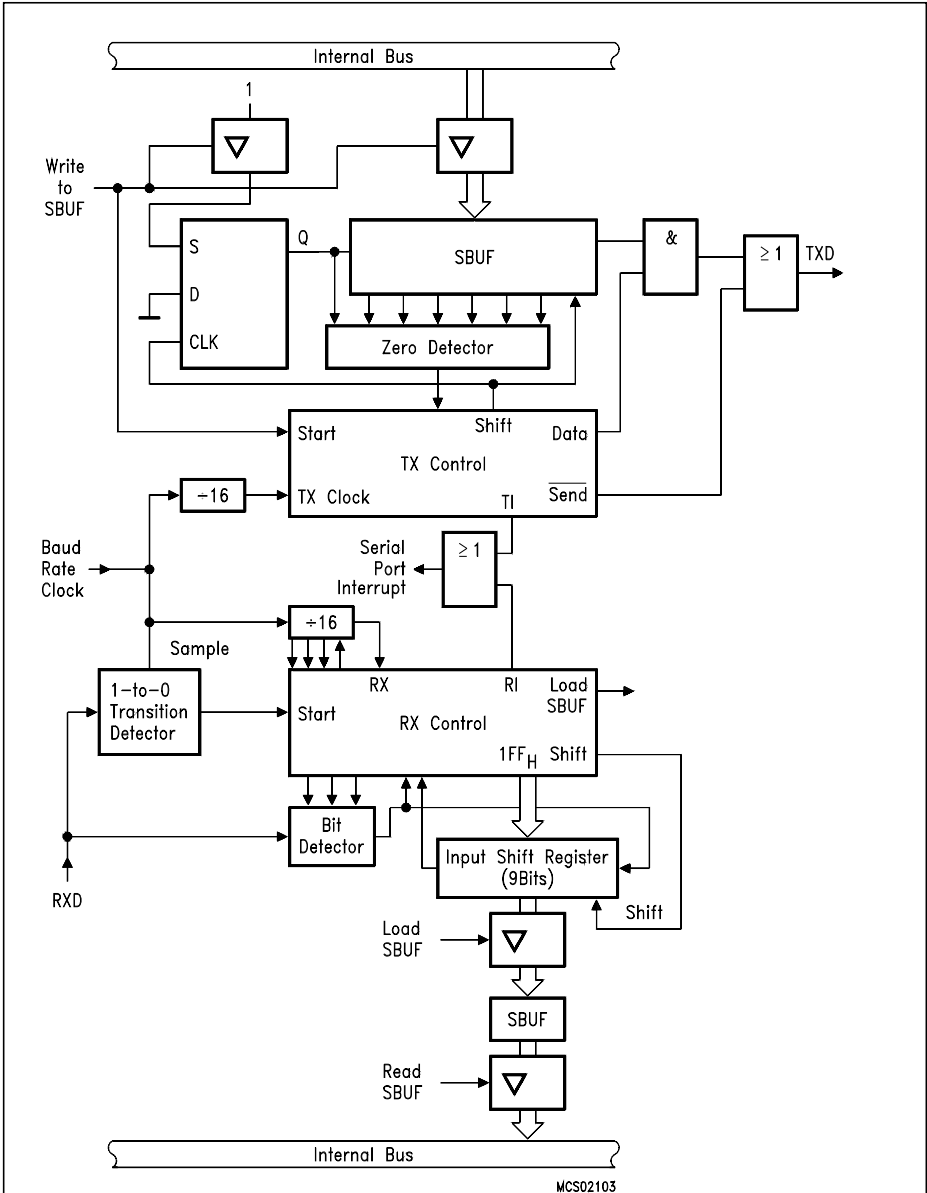 Internal Bus
1
Write
to
SBUF
S
Q
D
CLK
SBUF
&
≥1
TXD
Zero Detector
Shift
Start
Data
TX Control
TX Clock
TI
Send
÷16
Baud
Rate
Clock
Serial
Port
Interrupt
≥1
÷16
Sample
1-to-0
Transition
Detector
RX
RI
Load
SBUF
Start
RX Control
1FFH
Shift
Bit
Detector
Input Shift Register
(9Bits)
RXD
Shift
Load
SBUF
SBUF
Read
SBUF
Internal Bus
MCS02103